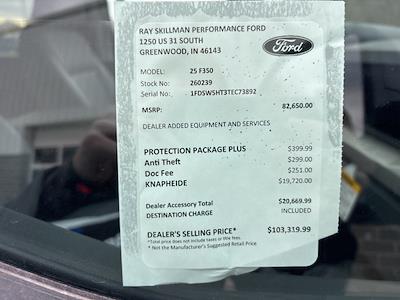 RAY SKILLMAN PERFORMANCE FORD
1250 US 31 SOUTH
GREENWOOD, IN 46143
Ford
MODEL: 25 F350
Stock No: 260239
Serial No: 1FD5W5HT3TEC73892
MSRP: 82,650.00
DEALER ADDED EQUIPMENT AND SERVICES
PROTECTION PACKAGE PLUS $399.99
Anti Theft $299.00
Doc Fee $251.00
KNAPHEIDE $19,720.00
Dealer Accessory Total $20,669.99
DESTINATION CHARGE INCLUDED
DEALER'S SELLING PRICE* $103,319.99
*Total price does not include taxes or title fees.
* Not the Manufacturer's Suggested Retail Price